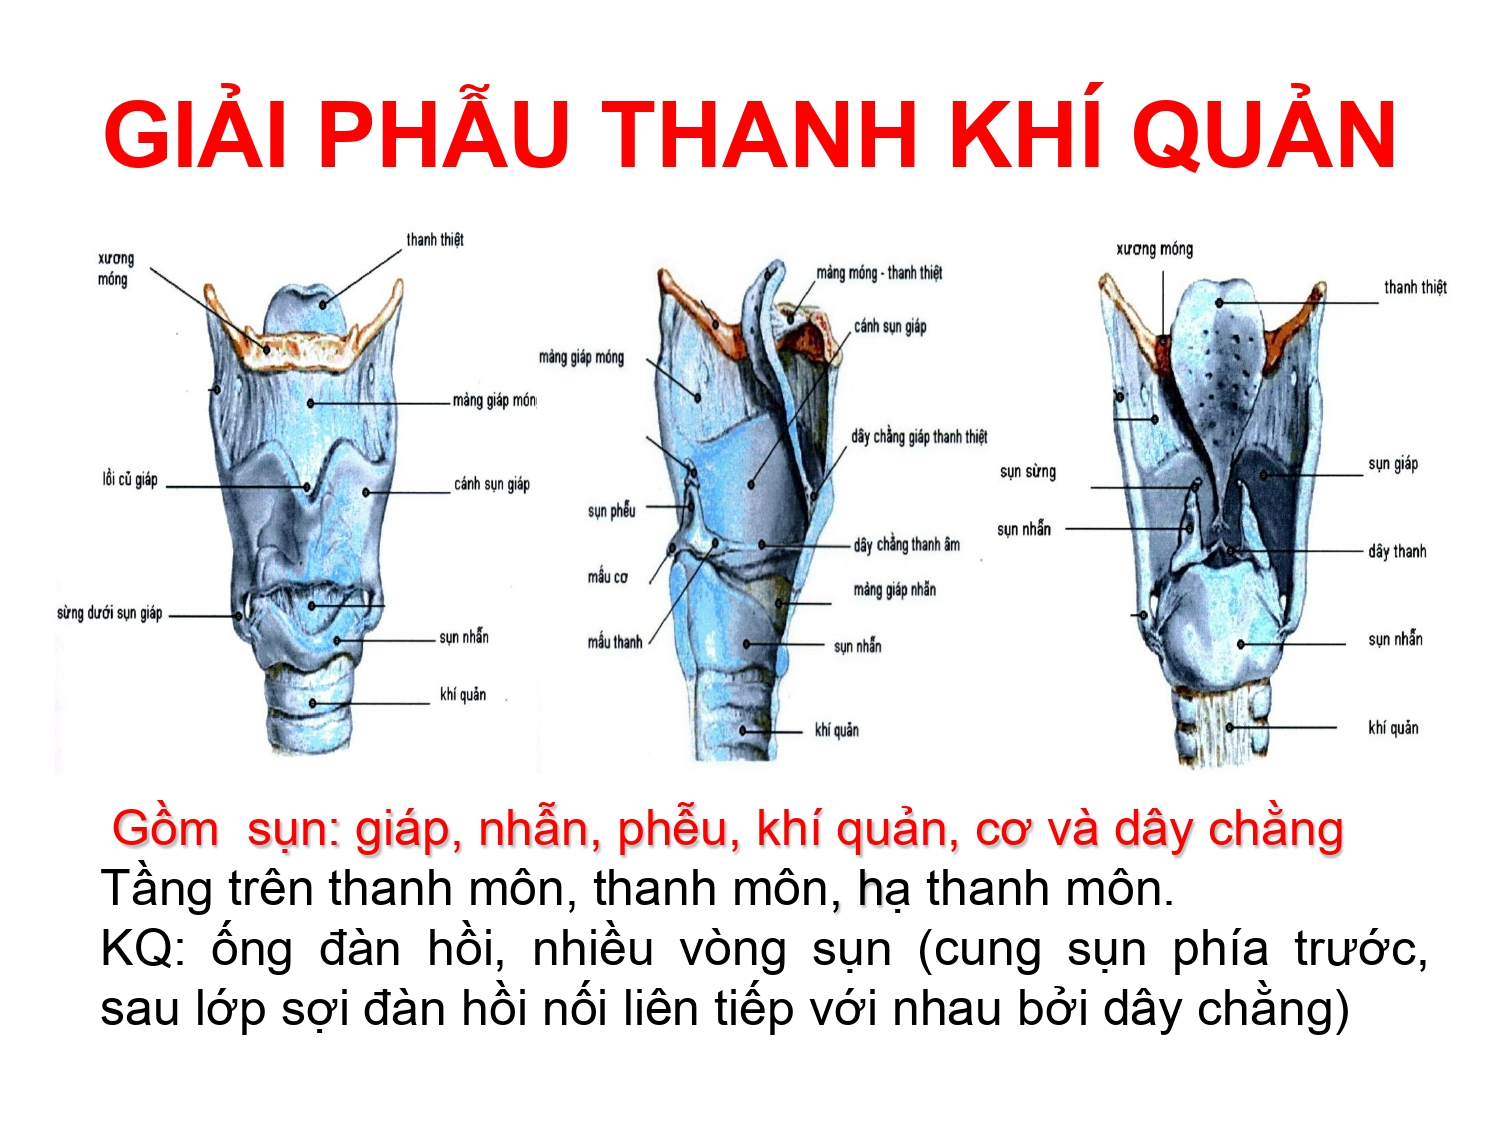 GIẢI PHẪU THANH KHÍ QUẢN
thanh thiệt
xương
móng
màng giáp món
lồi củ giáp
cánh sụn giáp
sừng dưới sụn giáp
sụn nhẫn
khí quản
màng móng - thanh thiệt
cánh sụn giáp
màng giáp móng
dây chằng giáp thanh thiệt
sụn phễu
dây chằng thanh âm
mấu cơ
màng giáp nhẫn
mấu thanh
sụn nhẫn
khí quản
xương móng
thanh thiệt
sụn giáp
sụn sừng
sụn nhẫn
dây thanh
sụn nhẫn
khí quản
Gồm sụn: giáp, nhẫn, phễu, khí quản, cơ và dây chằng
Tầng trên thanh môn, thanh môn, hạ thanh môn.
KQ: ống đàn hồi, nhiều vòng sụn (cung sụn phía trước,
sau lớp sợi đàn hồi nối liên tiếp với nhau bởi dây chằng)